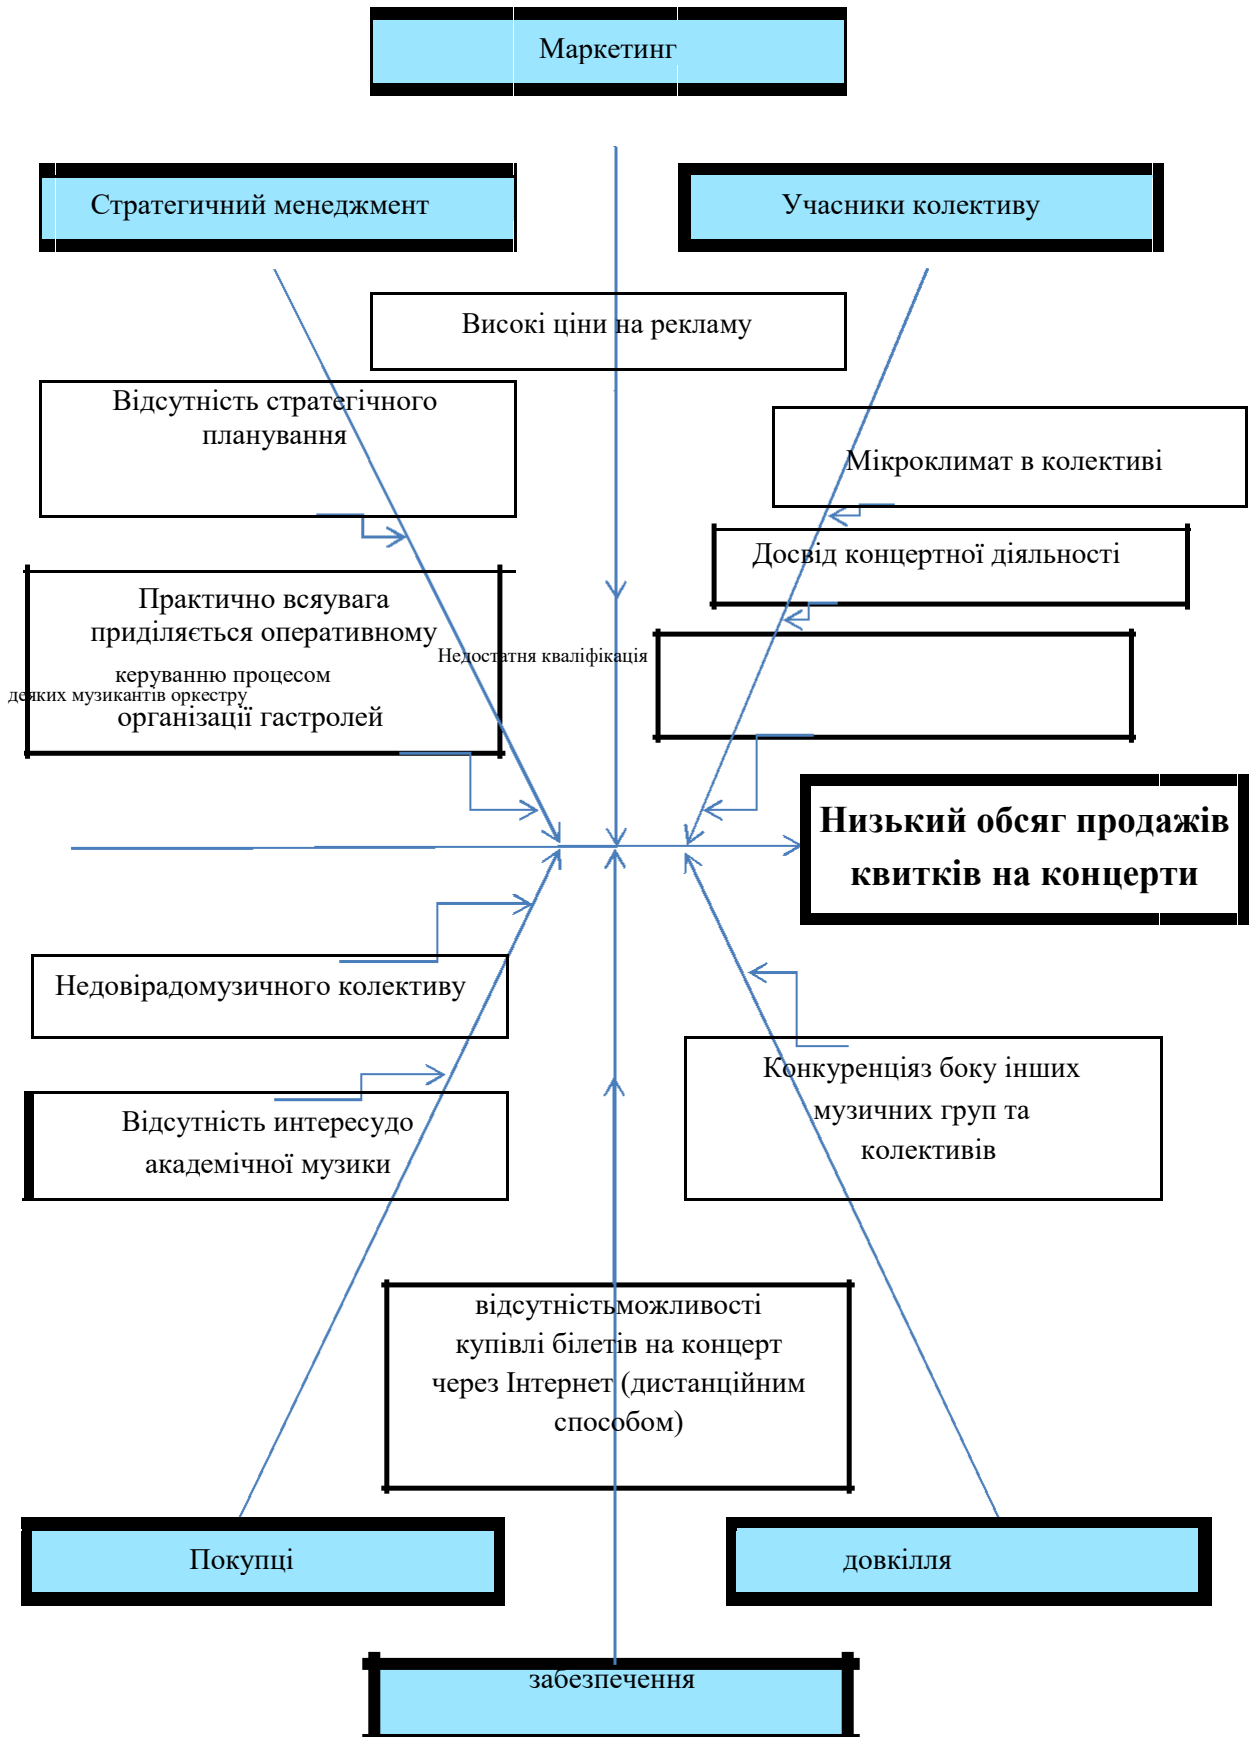 Маркетинг
Стратегичний менеджмент
Учасники колективу
Високі ціни на рекламу
Відсутність стратегічного
планування
Мікроклимат в колективі
Досвід концертної діяльності
Практично всяувага
приділяється оперативному
керуванню процесом
організації гастролей
Недостатня кваліфікація
деяких музикантів оркестру
Низький обсяг продажів
квитків на концерти
Недовірадомузичного колективу
Відсутність интересудо
академічної музики
Конкуренціяз боку інших
музичних груп та
колективів
відсутністьможливості
купівлі білетів на концерт
через Інтернет (дистанційним
способом)
Покупці
довкілля
забезпечення